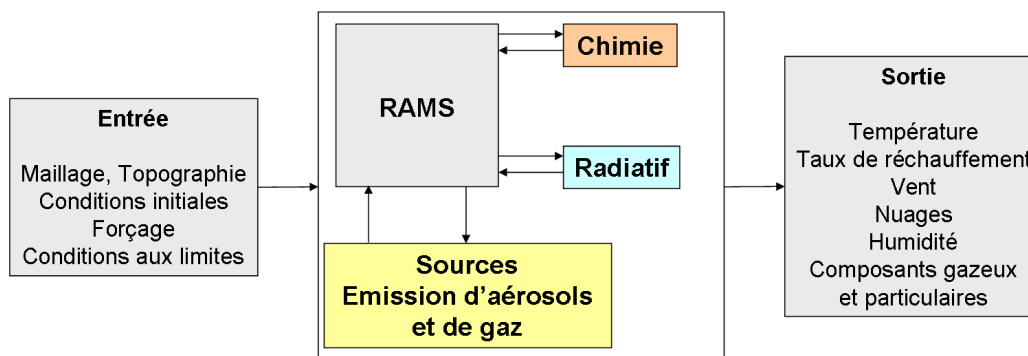 Entrée
Maillage, Topographie
Conditions initiales
Forçage
Conditions aux limites
RAMS
Chimie
Radiatif
Sources
Emission d'aérosols
et de gaz
Sortie
Température
Taux de réchauffement
Vent
Nuages
Humidité
Composants gazeux
et particulaires